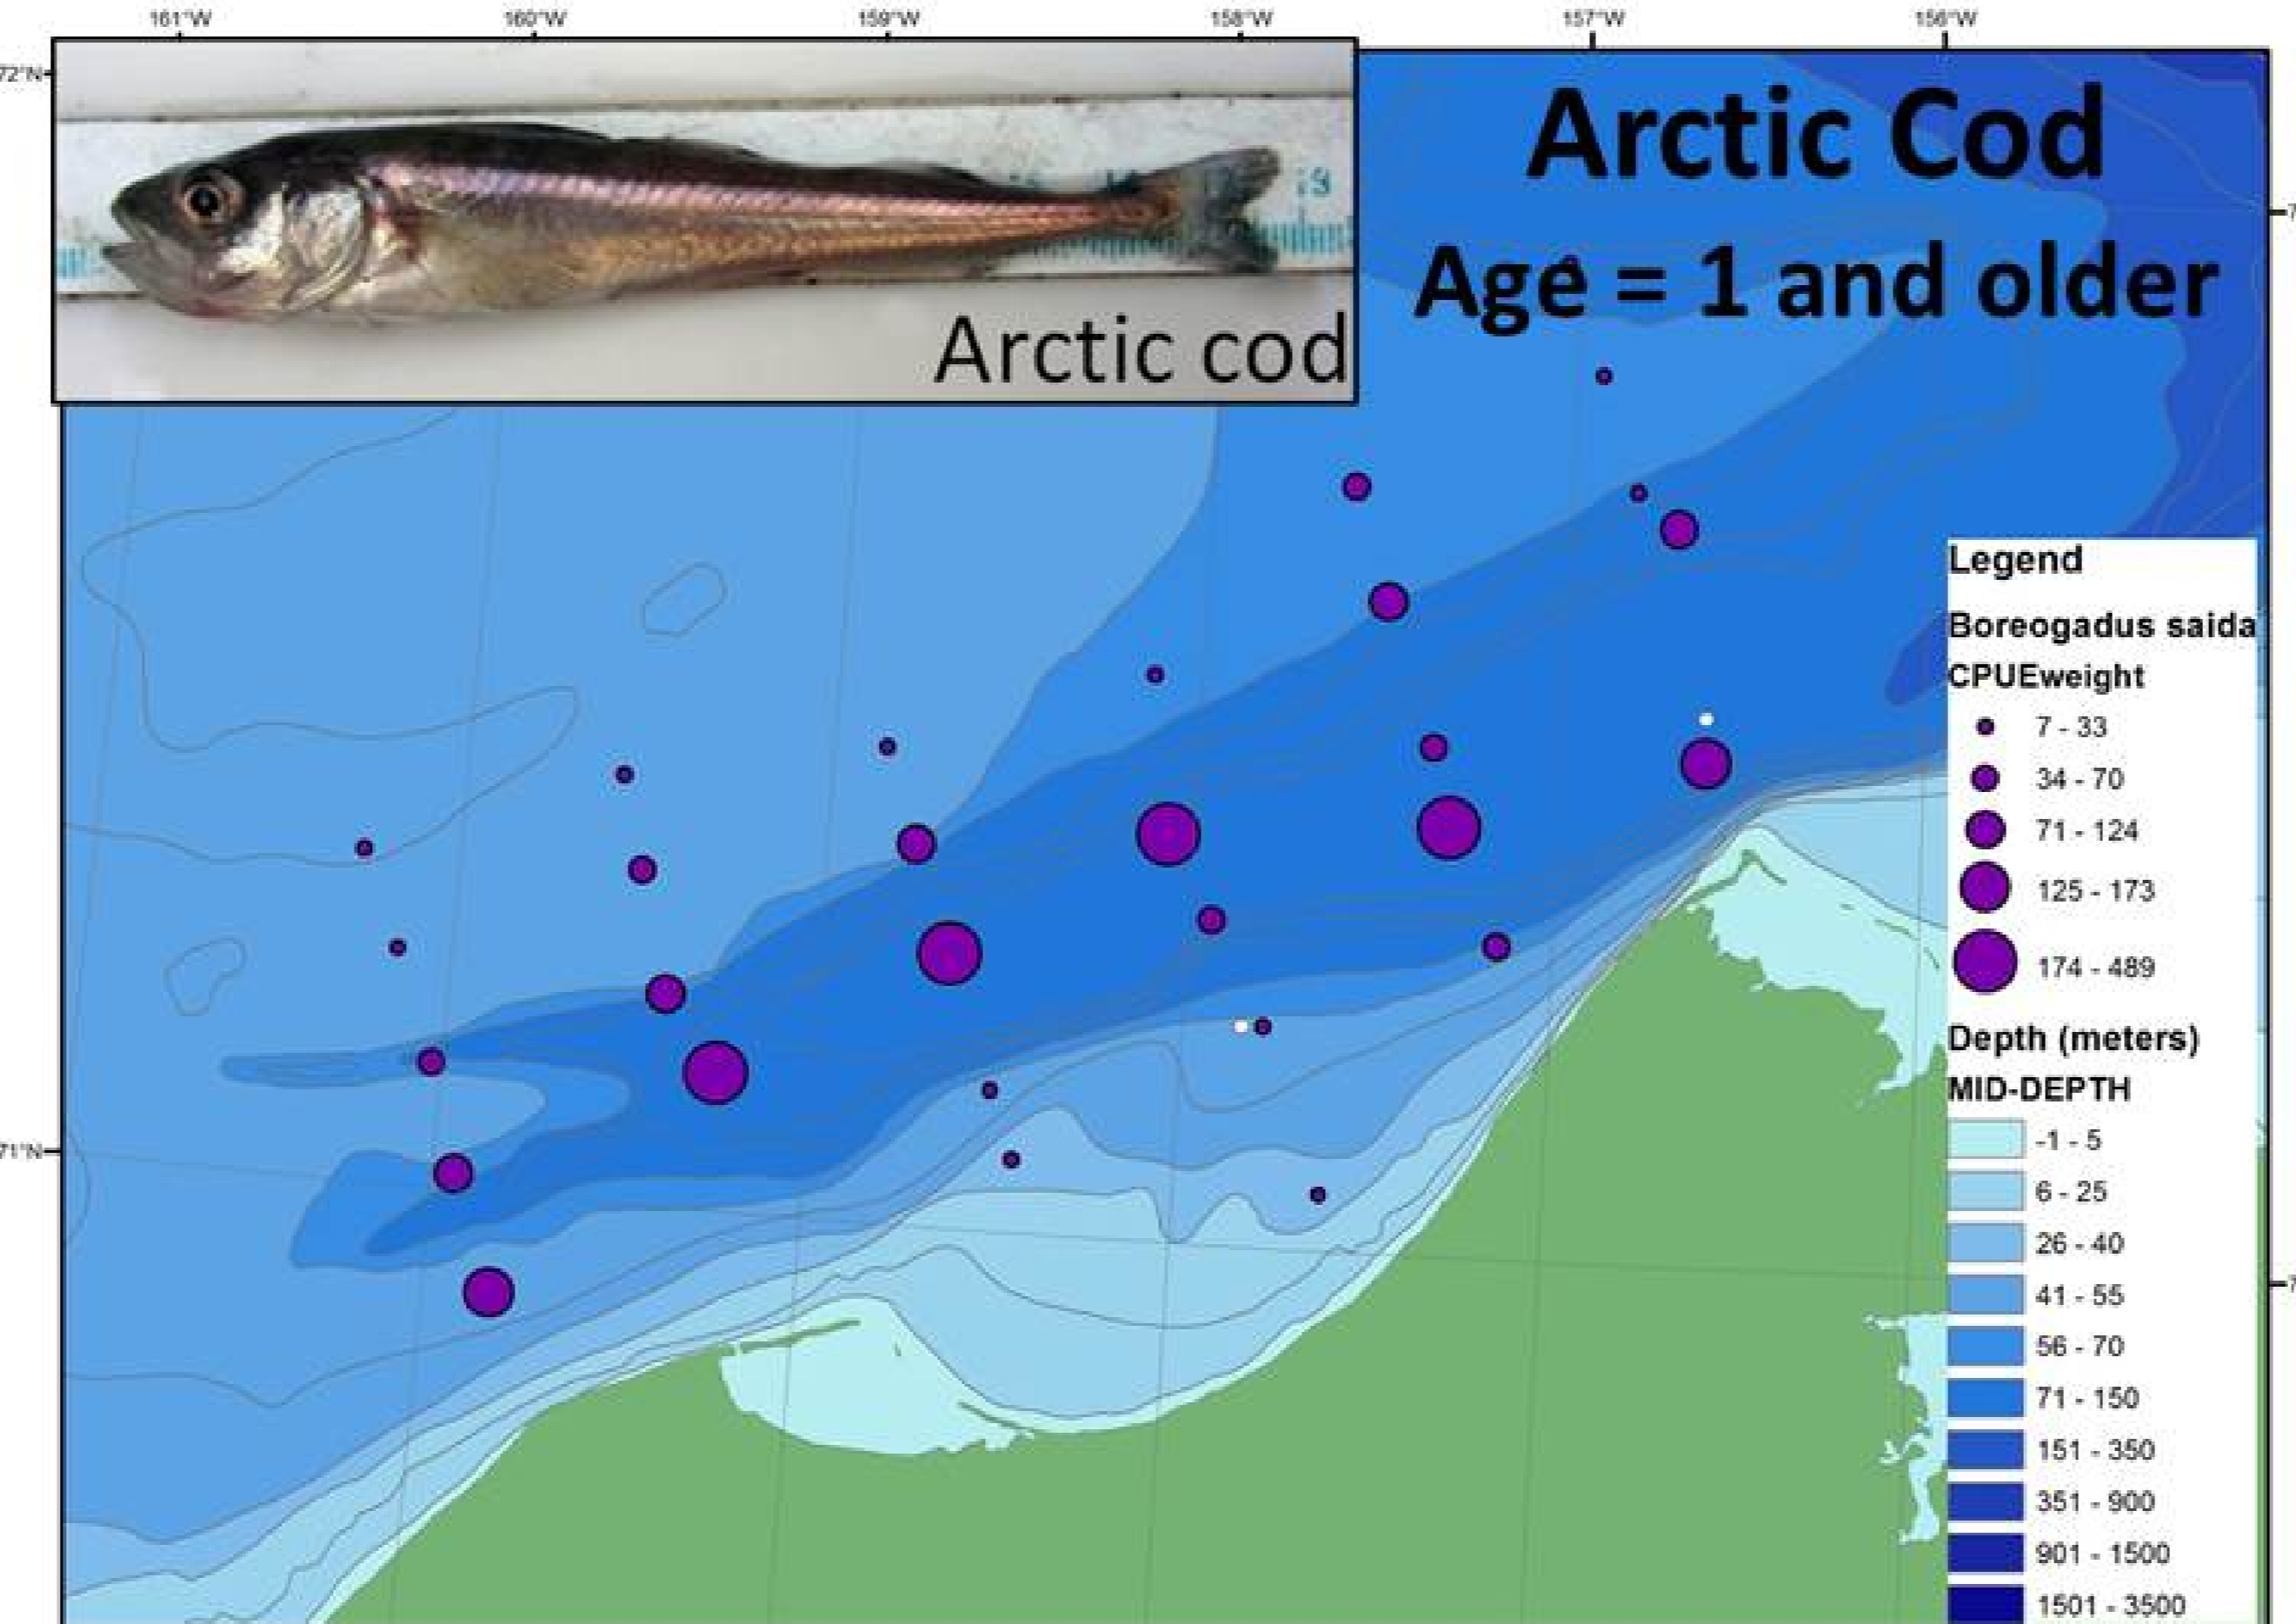 161°W 160°W 159°W 158°W 157°W 156°W
72°N
Arctic Cod
Age = 1 and older
19
Arctic cod
Legend
Boreogadus saida
CPUEweight
7 - 33
34 - 70
71 - 124
125 - 173
174 - 489
Depth (meters)
MID-DEPTH
-1 - 5
6 - 25
26 - 40
41 - 55
56 - 70
71 - 150
151 - 350
351 - 900
901 - 1500
1501 - 3500
71°N